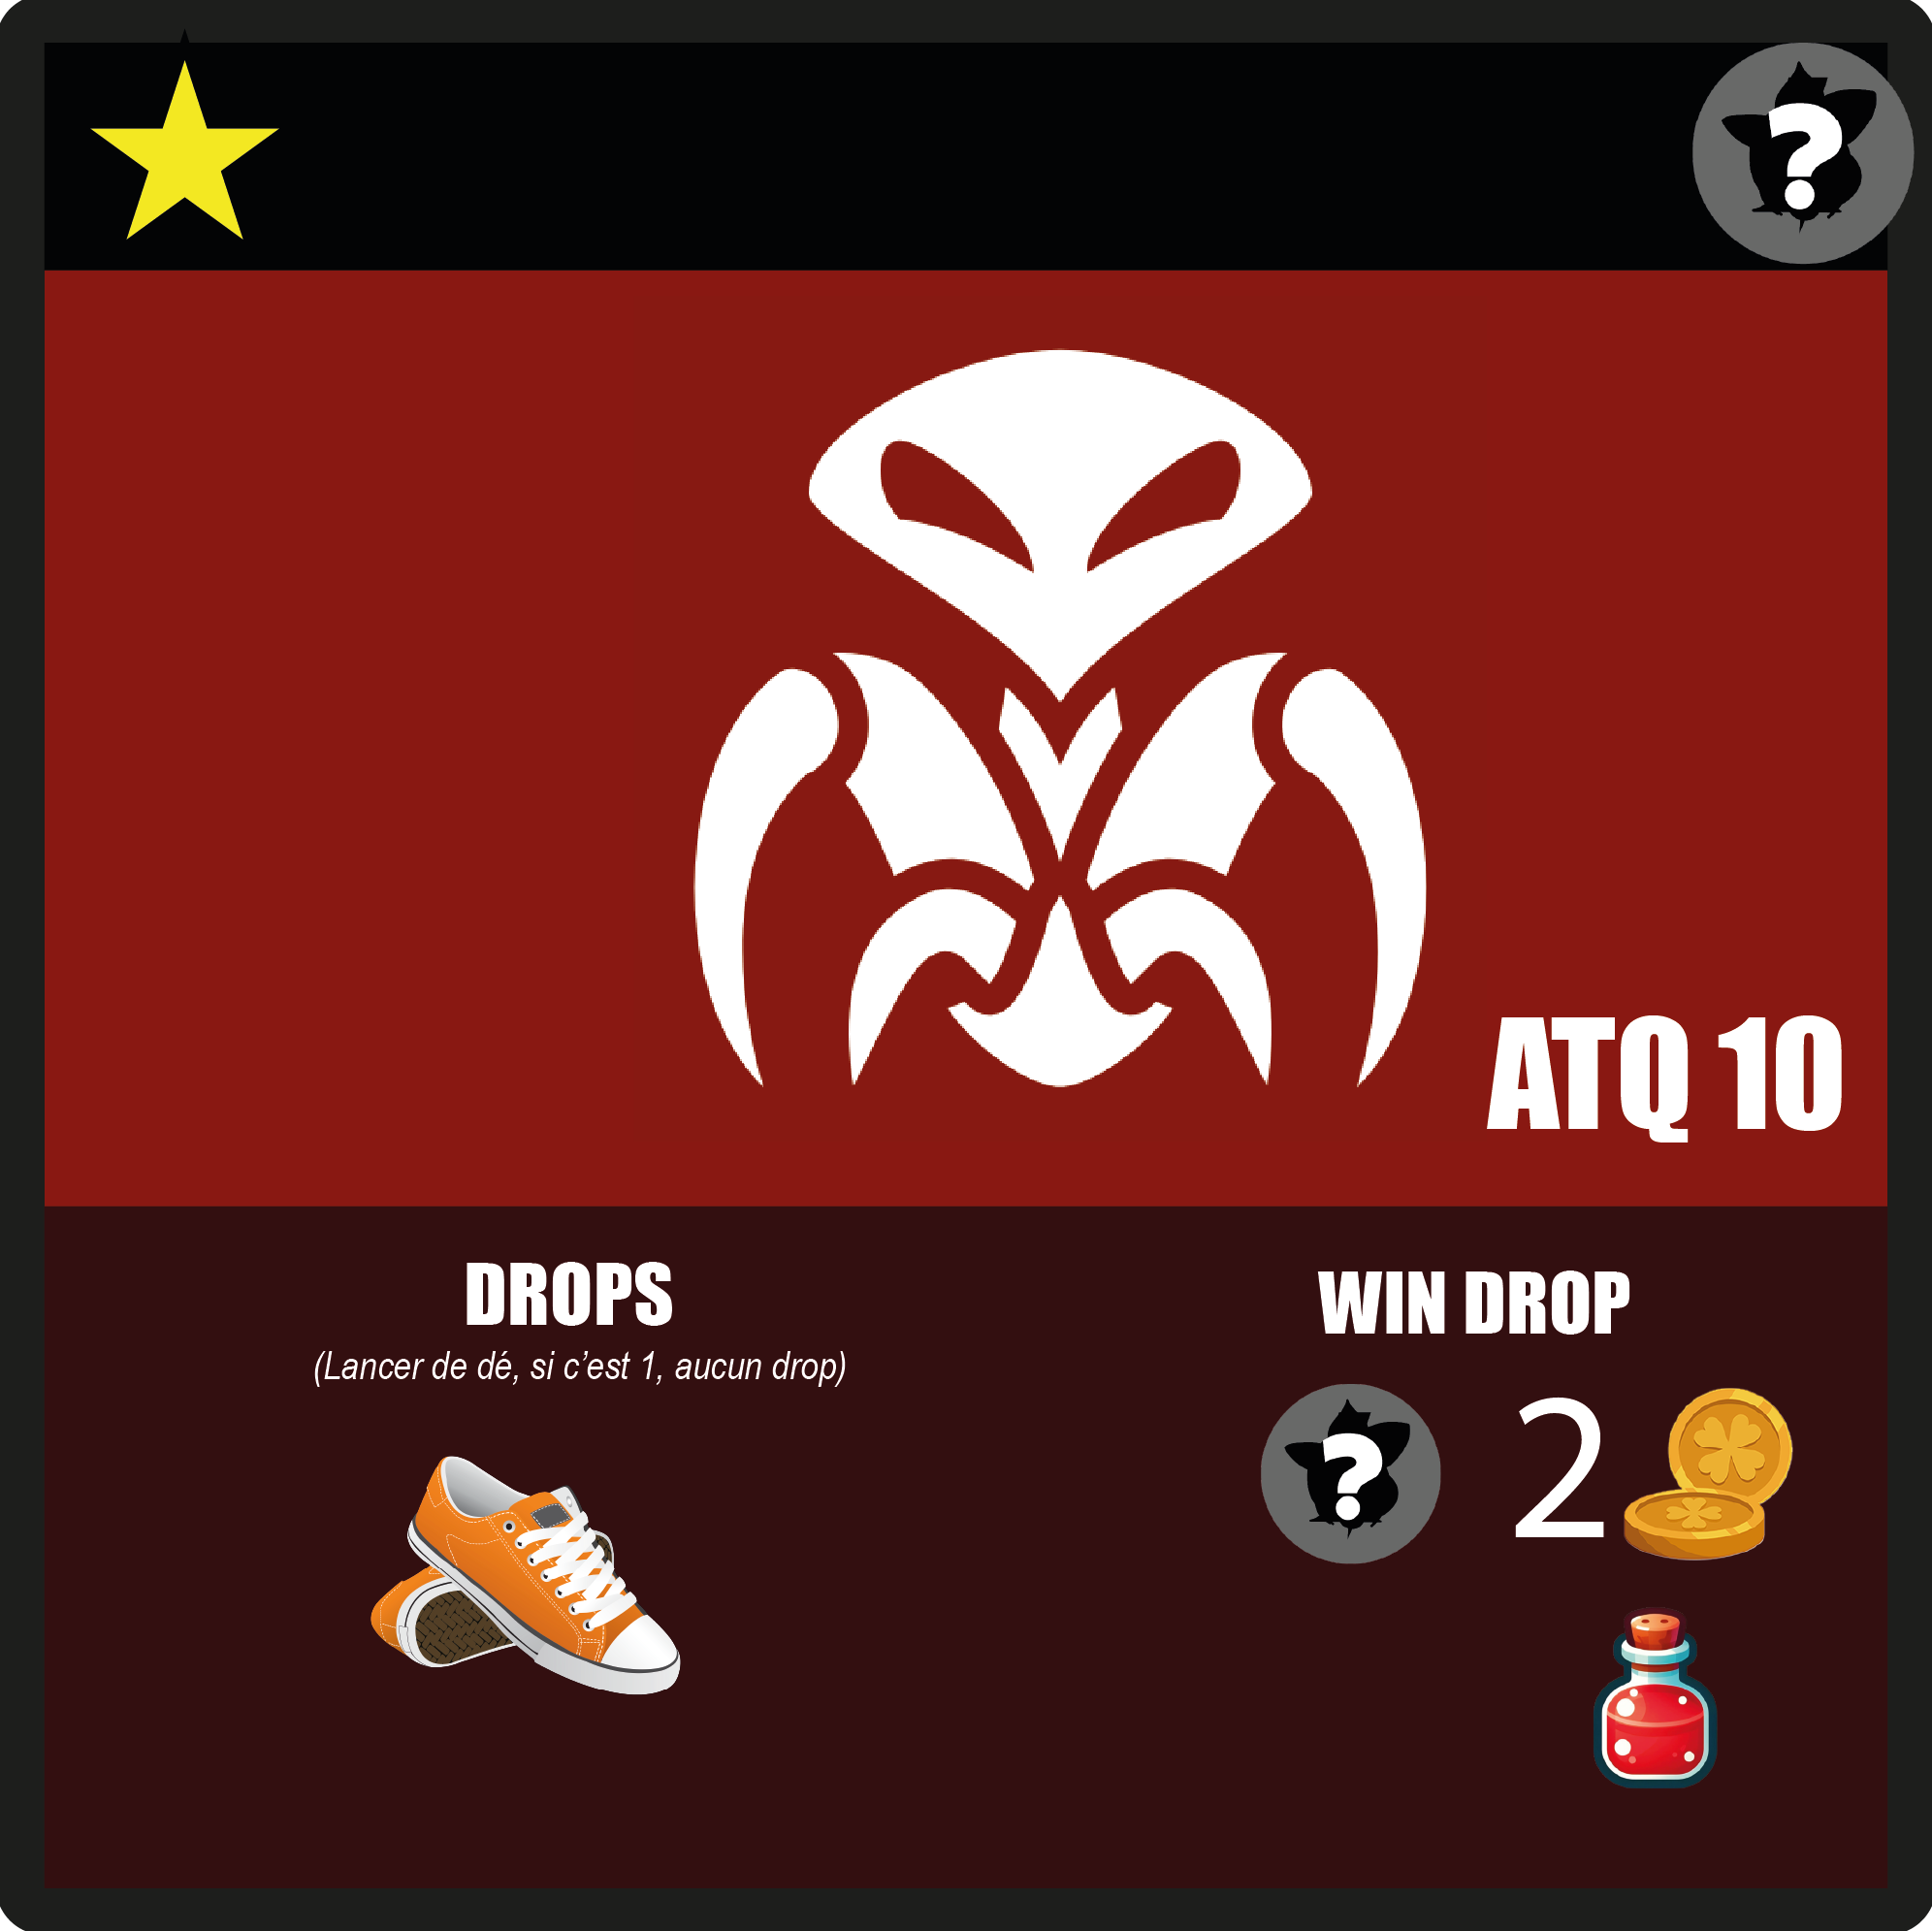 ?
ATQ 10
DROPS
(Lancer de dé, si c'est 1, aucun drop)
WIN DROP
?
2